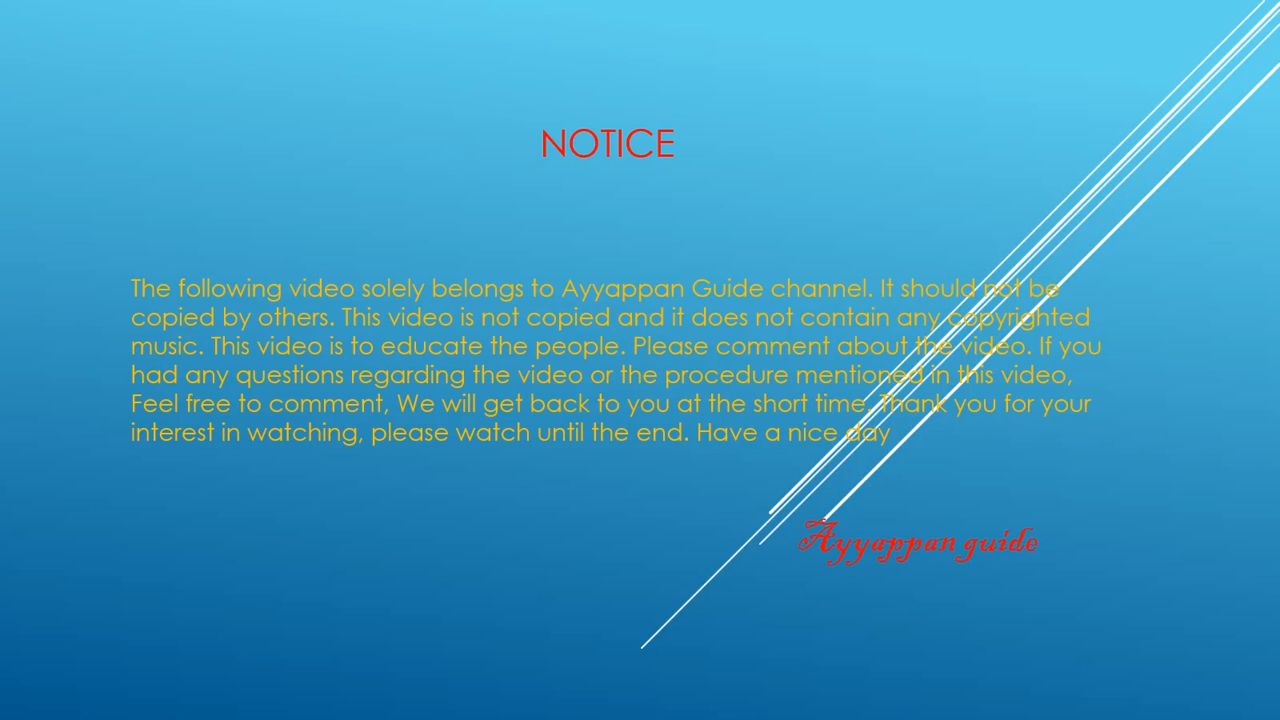 NOTICE
The following video solely belongs to Ayyappan Guide channel. It should not be
copied by others. This video is not copied and it does not contain any copyrighted
music. This video is to educate the people. Please comment about the video. If you
had any questions regarding the video or the procedure mentioned in this video,
Feel free to comment, We will get back to you at the short time. Thank you for your
interest in watching, please watch until the end. Have a nice day
Ayyappan guide